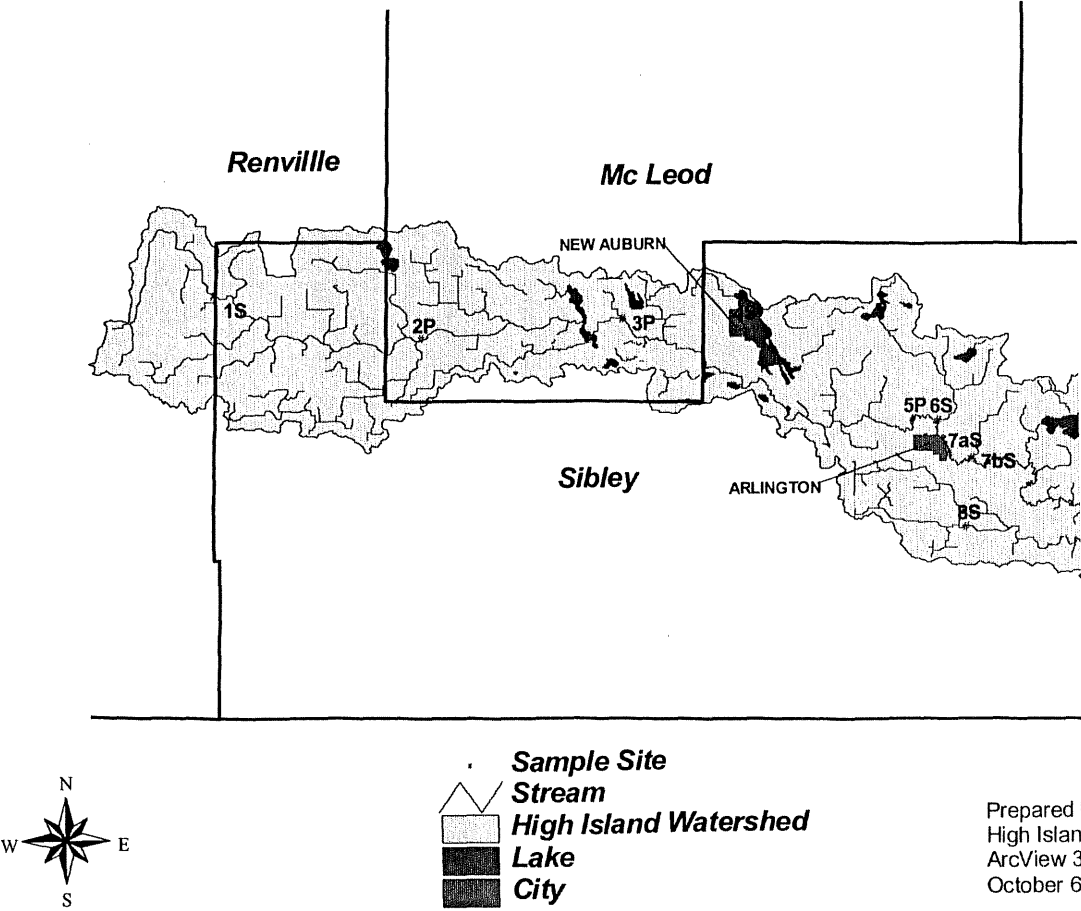 Renvillle
Mc Leod
NEW AUBURN
1S
2P
3P
5P 6S
7aS
7bS
Sibley
ARLINGTON
8S
Sample Site
Stream
High Island Watershed
Lake
City
N
W E
S
Prepared
High Islan
ArcView 3
October 6